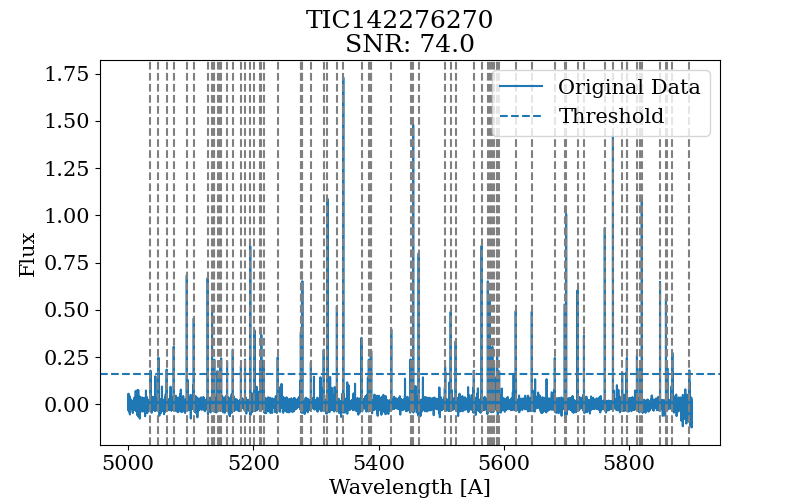 TIC142276270
SNR: 74.0
Original Data
Threshold
1.75
1.50
1.25
1.00
0.75
0.50
0.25
0.00
Flux
5000 5200 5400 5600 5800
Wavelength [A]